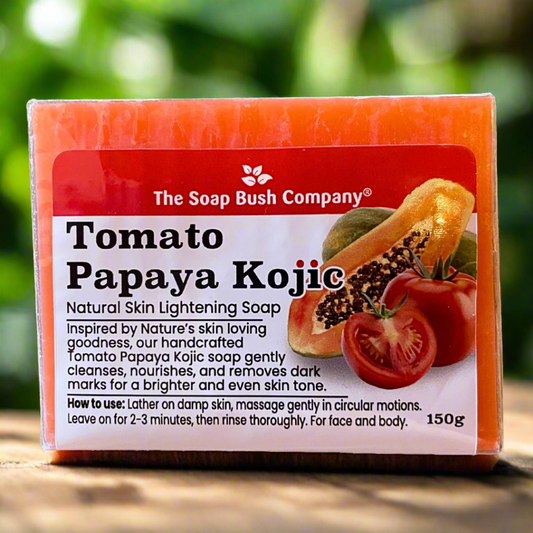 The Soap Bush Company®
Tomato
Papaya Kojic
Natural Skin Lightening Soap
Inspired by Nature's skin loving
goodness, our handcrafted
Tomato Papaya Kojic soap gently
cleanses, nourishes, and removes dark
marks for a brighter and even skin tone.
How to use: Lather on damp skin, massage gently in circular motions.
Leave on for 2-3 minutes, then rinse thoroughly. For face and body. 150g